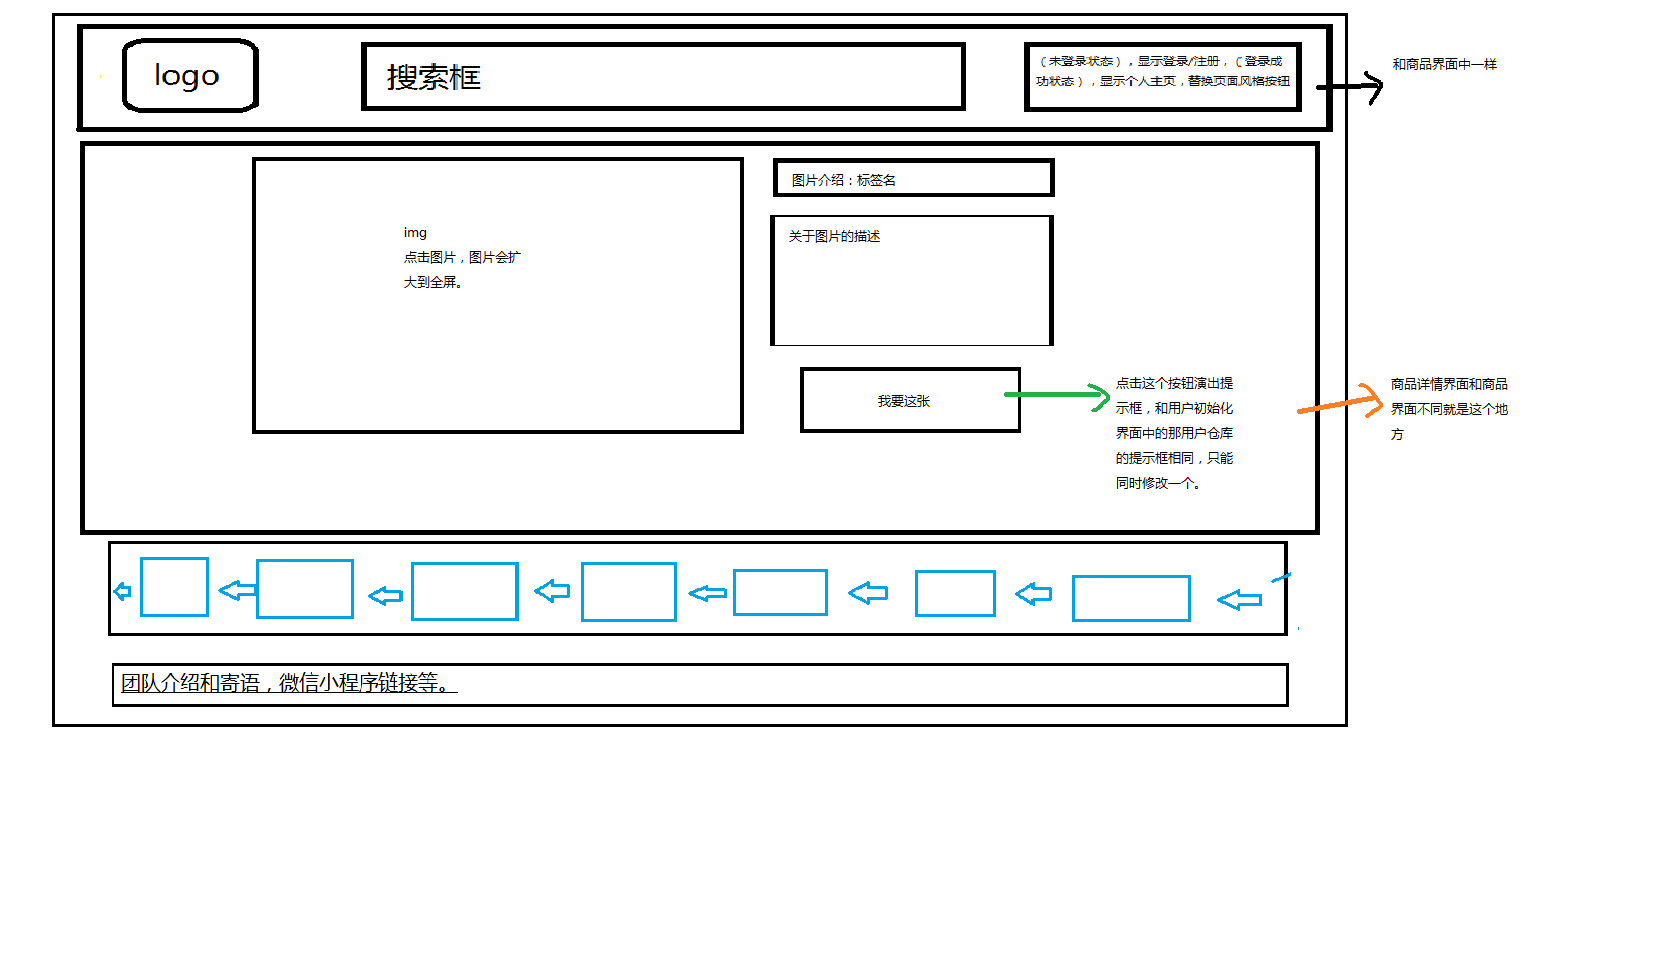 logo
搜索框
（未登录状态），显示登录/注册，（登录成
功状态），显示个人主页，替换页面风格按钮
和商品界面中一样
图片介绍：标签名
img
点击图片，图片会扩
大到全屏。
关于图片的描述
我要这张
点击这个按钮演出提
示框，和用户初始化
界面中的那用户仓库
的提示框相同，只能
同时修改一个。
商品详情界面和商品
界面不同就是这个地
方
团队介绍和寄语，微信小程序链接等。